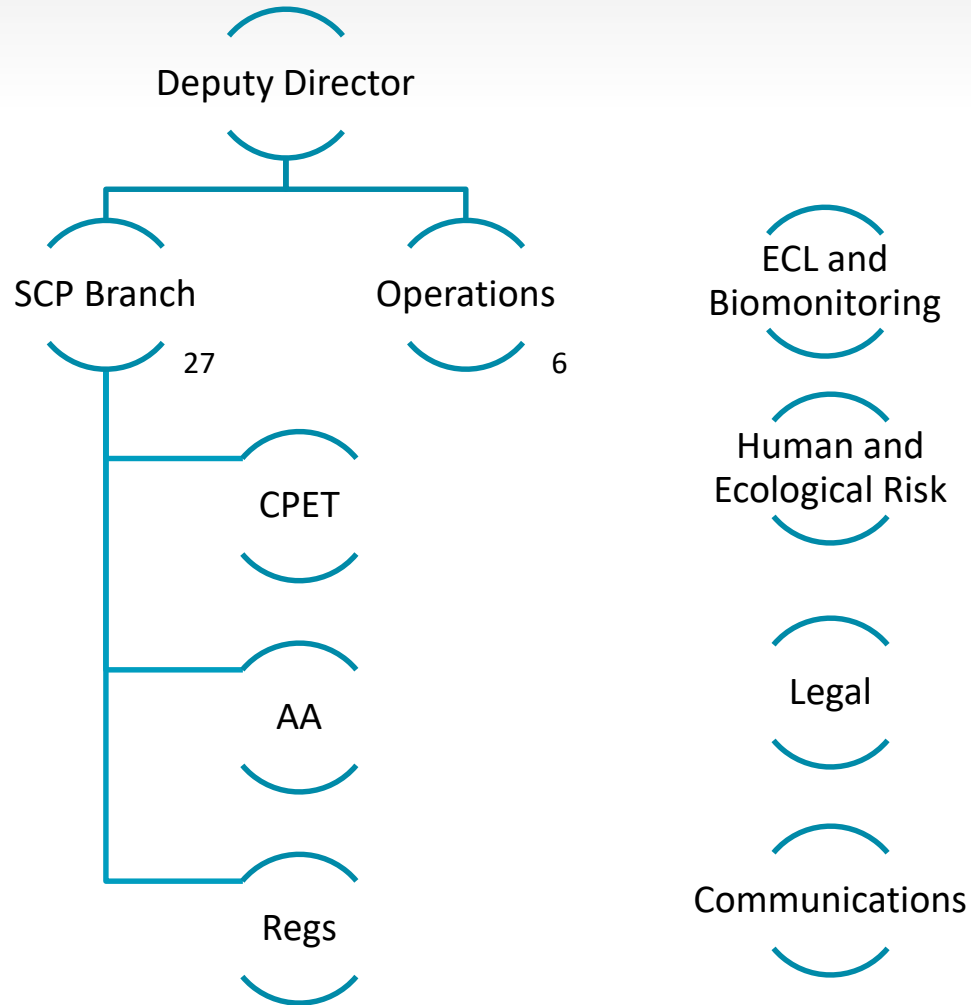 Deputy Director
SCP Branch
27
Operations
6
CPET
AA
Regs
ECL and
Biomonitoring
Human and
Ecological Risk
Legal
Communications